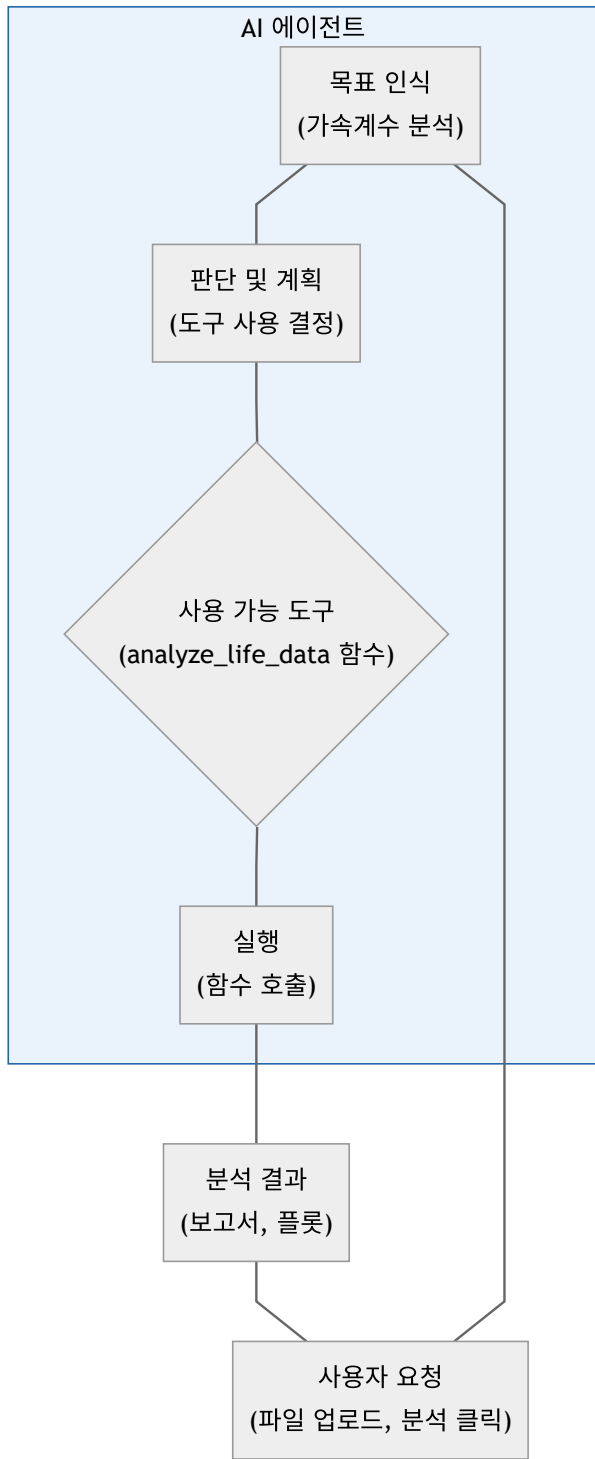 AI 에이전트
목표 인식
(가속계수 분석)
판단 및 계획
(도구 사용 결정)
사용 가능 도구
(analyze_life_data 함수)
실행
(함수 호출)
분석 결과
(보고서, 플롯)
사용자 요청
(파일 업로드, 분석 클릭)